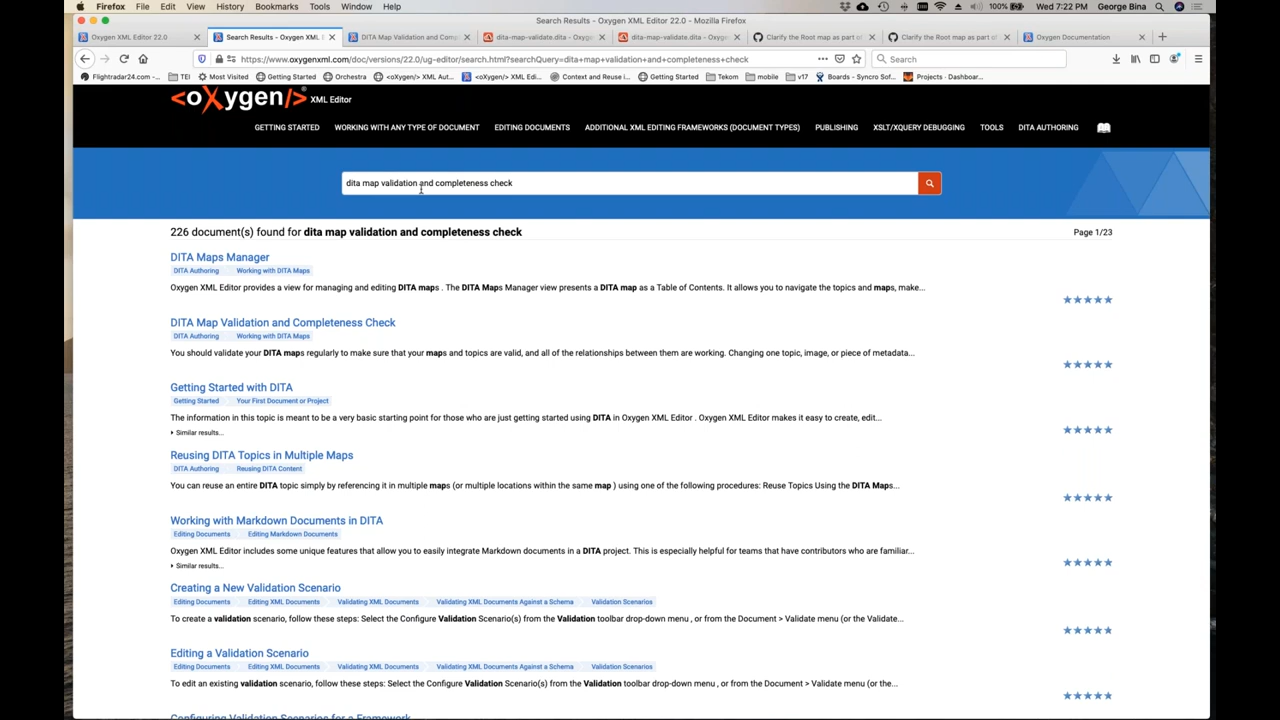 Firefox File Edit View History Bookmarks Tools Window Help 100% Wed 7:22 PM George Bina
Search Results - Oxygen XML Editor 22.0 - Mozilla Firefox
Oxygen XML Editor 22.0 Search Results - Oxygen XML E DITA Map Validation and Comp dita-map-validate.dita - Oxygen dita-map-validate.dita - Oxygen Clarify the Root map as part of Clarify the Root map as part of Oxygen Documentation
https://www.oxygenxml.com/doc/versions/22.0/ug-editor/search.html?searchQuery=dita+map+validation+and+completeness+check Search
Flightradar24.com -... TEI Most Visited Getting Started Orchestra <oXygen/> XML Aut... <oXygen/> XML Edi... Context and Reuse i... Getting Started Tekom mobile v17 Boards - Syncro Sof... Projects - Dashboar...
<oXygen/> XML Editor
GETTING STARTED WORKING WITH ANY TYPE OF DOCUMENT EDITING DOCUMENTS ADDITIONAL XML EDITING FRAMEWORKS (DOCUMENT TYPES) PUBLISHING XSLT/XQUERY DEBUGGING TOOLS DITA AUTHORING
dita map validation and completeness check
226 document(s) found for dita map validation and completeness check Page 1/23
DITA Maps Manager
DITA Authoring Working with DITA Maps
Oxygen XML Editor provides a view for managing and editing DITA maps . The DITA Maps Manager view presents a DITA map as a Table of Contents. It allows you to navigate the topics and maps, make...
DITA Map Validation and Completeness Check
DITA Authoring Working with DITA Maps
You should validate your DITA maps regularly to make sure that your maps and topics are valid, and all of the relationships between them are working. Changing one topic, image, or piece of metadata...
Getting Started with DITA
Getting Started Your First Document or Project
The information in this topic is meant to be a very basic starting point for those who are just getting started using DITA in Oxygen XML Editor . Oxygen XML Editor makes it easy to create, edit...
Similar results...
Reusing DITA Topics in Multiple Maps
DITA Authoring Reusing DITA Content
You can reuse an entire DITA topic simply by referencing it in multiple maps (or multiple locations within the same map ) using one of the following procedures: Reuse Topics Using the DITA Maps...
Working with Markdown Documents in DITA
Editing Documents Editing Markdown Documents
Oxygen XML Editor includes some unique features that allow you to easily integrate Markdown documents in a DITA project. This is especially helpful for teams that have contributors who are familiar...
Similar results...
Creating a New Validation Scenario
Editing Documents Editing XML Documents Validating XML Documents Validating XML Documents Against a Schema Validation Scenarios
To create a validation scenario, follow these steps: Select the Configure Validation Scenario(s) from the Validation toolbar drop-down menu , or from the Document > Validate menu (or the Validate...
Editing a Validation Scenario
Editing Documents Editing XML Documents Validating XML Documents Validating XML Documents Against a Schema Validation Scenarios
To edit an existing validation scenario, follow these steps: Select the Configure Validation Scenario(s) from the Validation toolbar drop-down menu , or from the Document > Validate menu (or the...
Configuring Validation Scenarios for a Framework